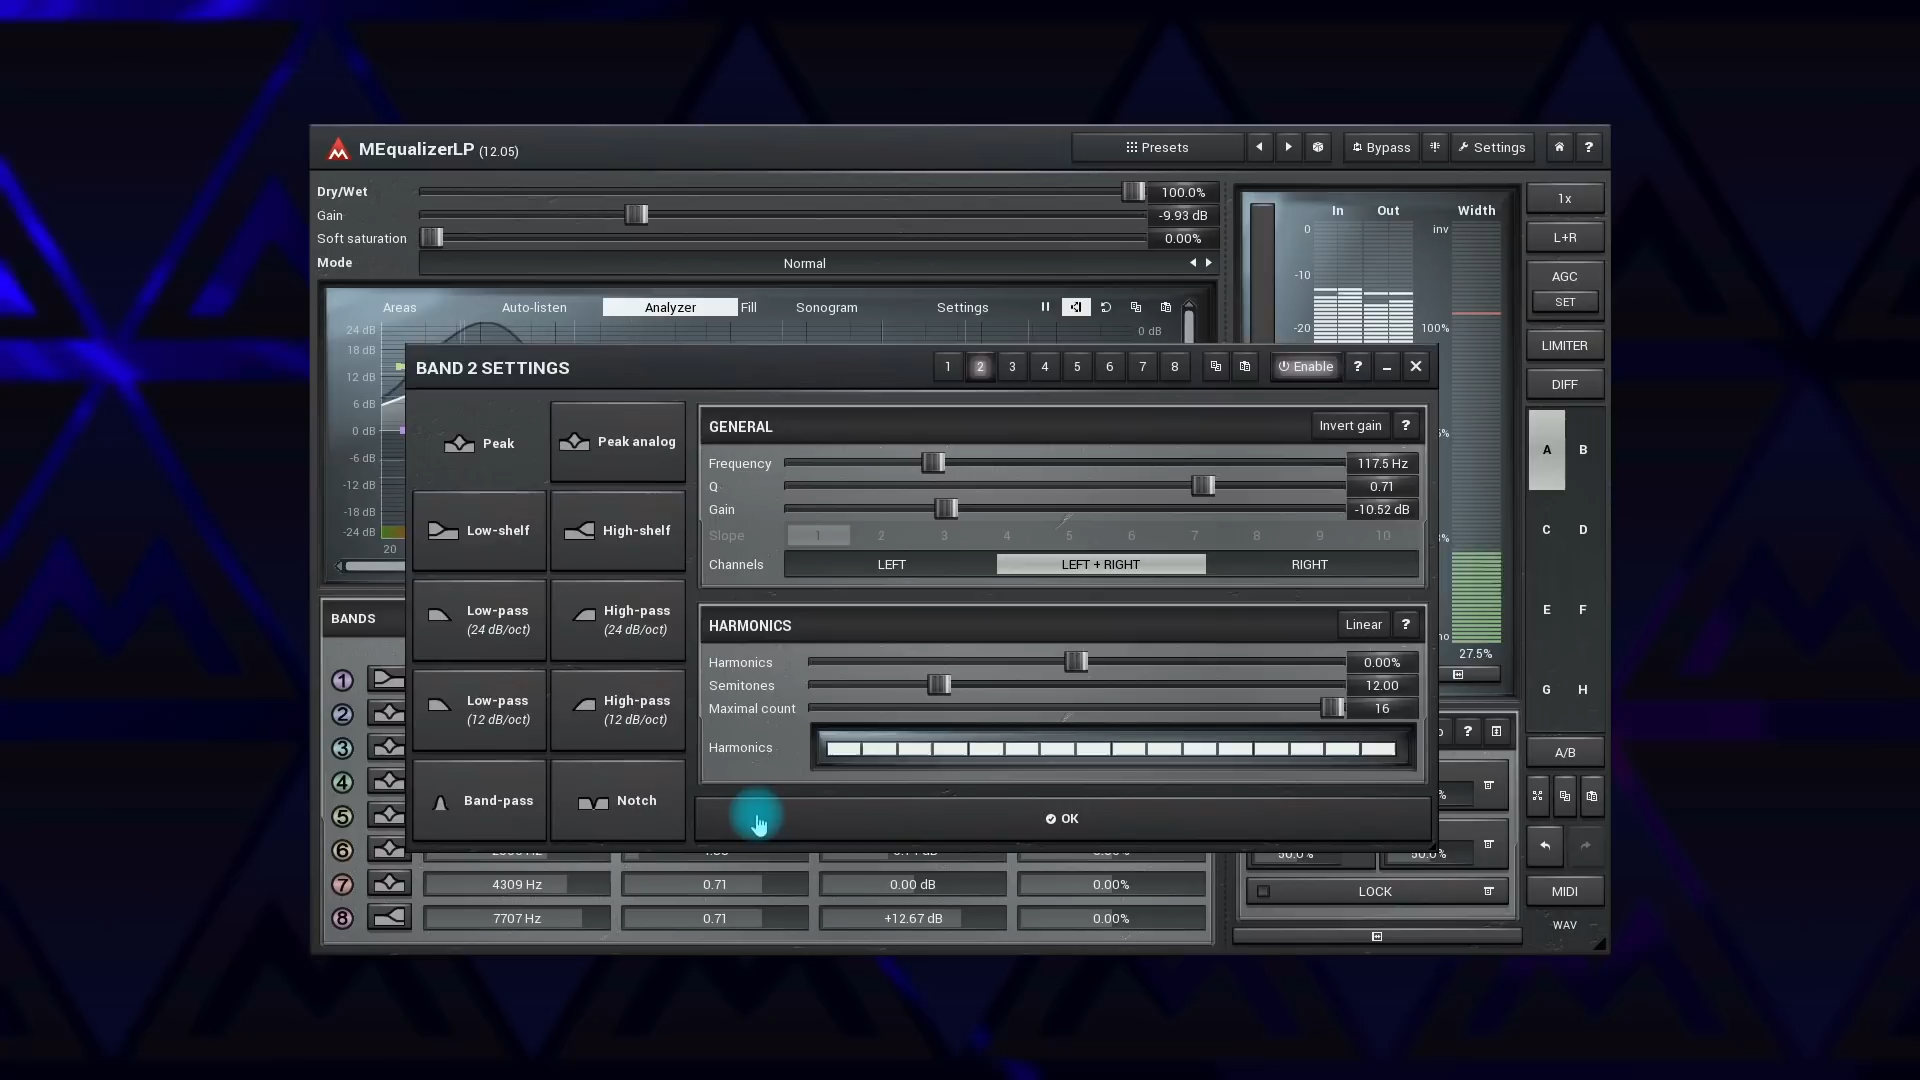 MEqualizerLP (12.05)
Presets
Bypass
Settings
?
Dry/Wet 100.0%
Gain -9.93 dB
Soft saturation 0.00%
Mode Normal
Areas Auto-listen Analyzer Fill Sonogram Settings
24 dB
18 dB
12 dB
6 dB
0 dB
-6 dB
-12 dB
-18 dB
-24 dB
20
0 dB
In Out Width
0 inv
-10
-20 100%
27.5%
1x
L+R
AGC
SET
LIMITER
DIFF
A B
C D
E F
G H
A/B
MIDI
WAV
BAND 2 SETTINGS
1 2 3 4 5 6 7 8
Enable ?
Peak
Peak analog
Low-shelf
High-shelf
Low-pass
(24 dB/oct)
High-pass
(24 dB/oct)
Low-pass
(12 dB/oct)
High-pass
(12 dB/oct)
Band-pass
Notch
GENERAL Invert gain ?
Frequency 117.5 Hz
Q 0.71
Gain -10.52 dB
Slope 1 2 3 4 5 6 7 8 9 10
Channels LEFT LEFT + RIGHT RIGHT
HARMONICS Linear ?
Harmonics 0.00%
Semitones 12.00
Maximal count 16
Harmonics
OK
BANDS
1
2
3
4
5
6
7 4309 Hz 0.71 0.00 dB 0.00%
8 7707 Hz 0.71 +12.67 dB 0.00%
?
50.0% 50.0%
LOCK